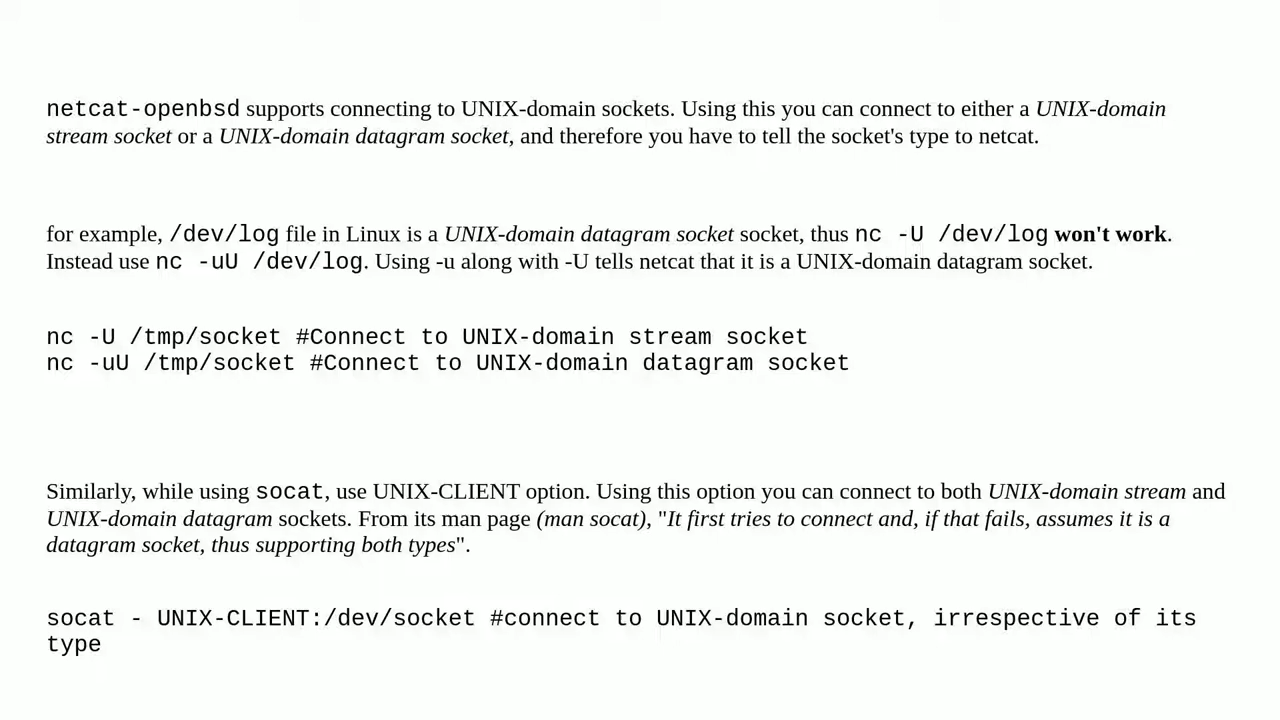 netcat-openbsd supports connecting to UNIX-domain sockets. Using this you can connect to either a UNIX-domain
stream socket or a UNIX-domain datagram socket, and therefore you have to tell the socket's type to netcat.
for example, /dev/log file in Linux is a UNIX-domain datagram socket socket, thus nc -U /dev/log won't work.
Instead use nc -uU /dev/log. Using -u along with -U tells netcat that it is a UNIX-domain datagram socket.
nc -U /tmp/socket #Connect to UNIX-domain stream socket
nc -uU /tmp/socket #Connect to UNIX-domain datagram socket
Similarly, while using socat, use UNIX-CLIENT option. Using this option you can connect to both UNIX-domain stream and
UNIX-domain datagram sockets. From its man page (man socat), "It first tries to connect and, if that fails, assumes it is a
datagram socket, thus supporting both types".
socat - UNIX-CLIENT:/dev/socket #connect to UNIX-domain socket, irrespective of its
type